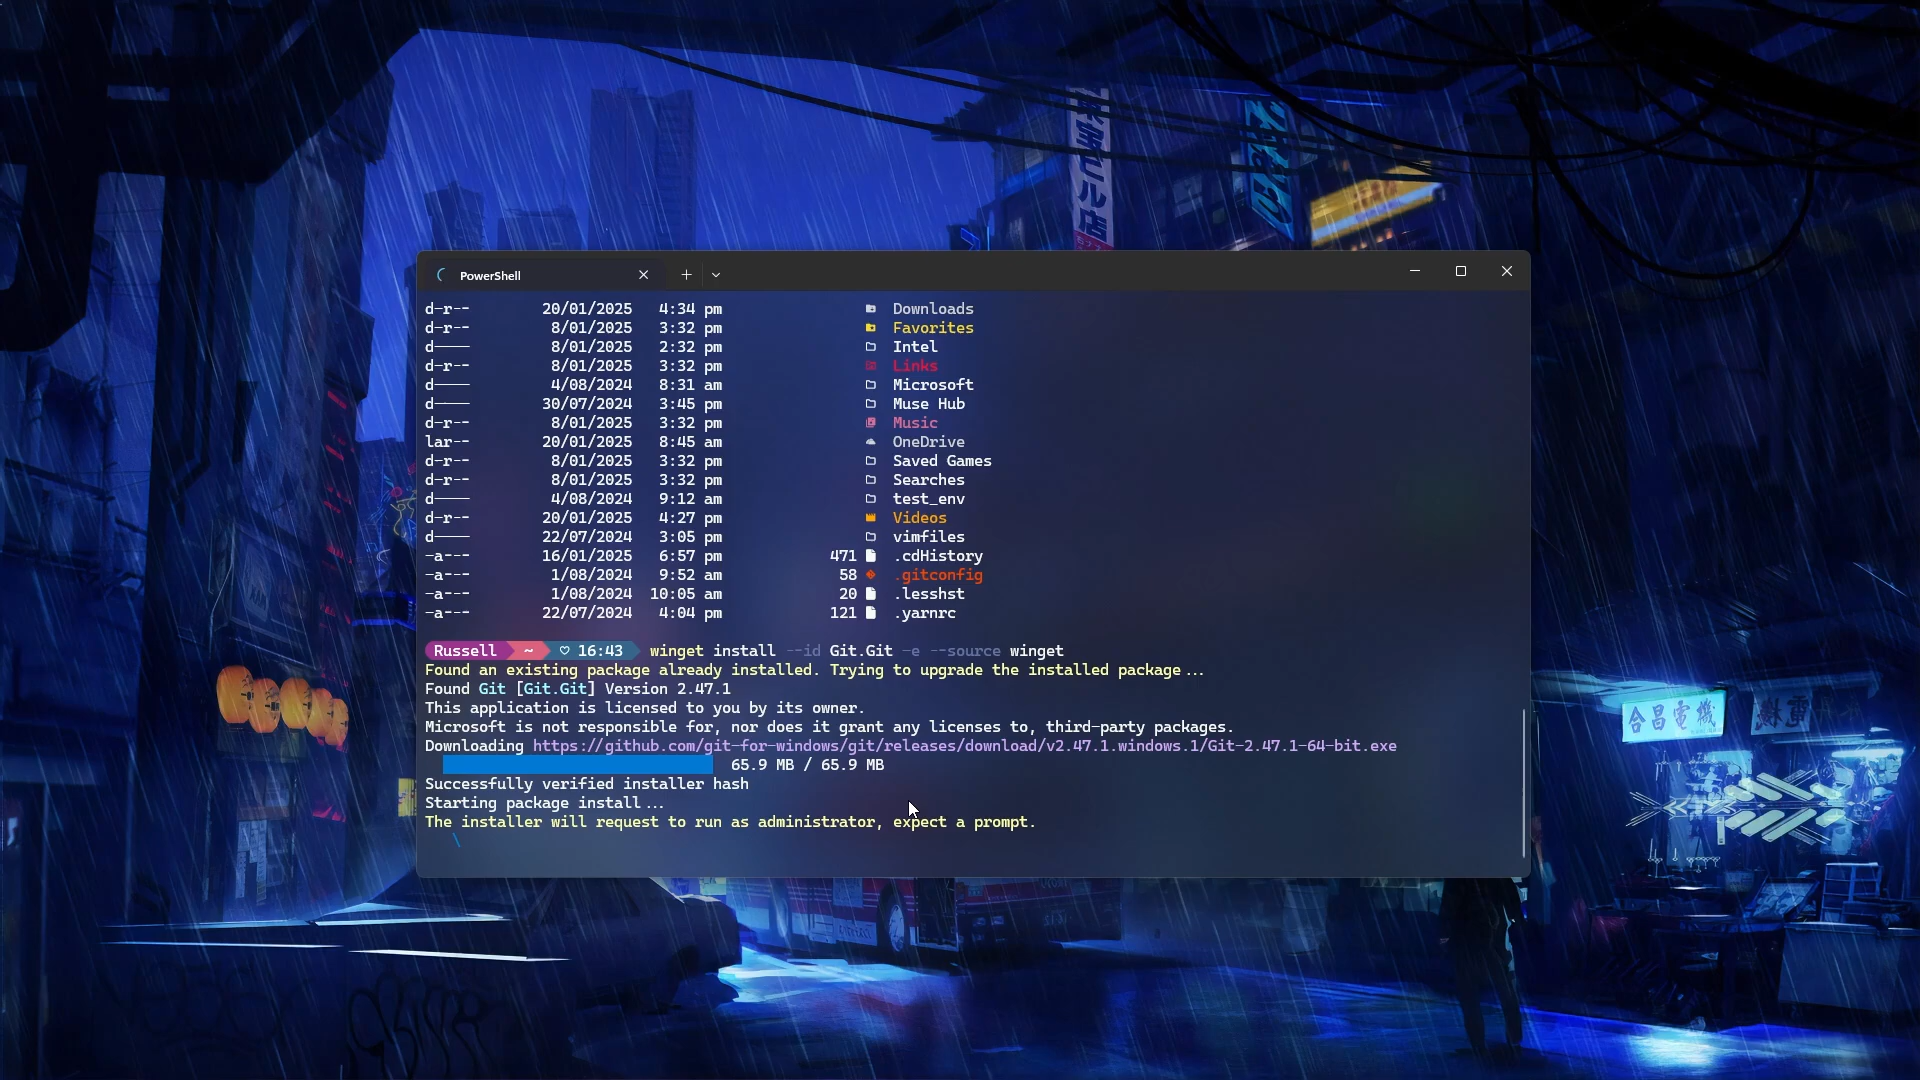 PowerShell
d-r-- 20/01/2025 4:34 pm Downloads
d-r-- 8/01/2025 3:32 pm Favorites
d---- 8/01/2025 2:32 pm Intel
d-r-- 8/01/2025 3:32 pm Links
d---- 4/08/2024 8:31 am Microsoft
d---- 30/07/2024 3:45 pm Muse Hub
d-r-- 8/01/2025 3:32 pm Music
lar-- 20/01/2025 8:45 am OneDrive
d-r-- 8/01/2025 3:32 pm Saved Games
d-r-- 8/01/2025 3:32 pm Searches
d---- 4/08/2024 9:12 am test_env
d-r-- 20/01/2025 4:27 pm Videos
d---- 22/07/2024 3:05 pm vimfiles
-a--- 16/01/2025 6:57 pm 471 .cdHistory
-a--- 1/08/2024 9:52 am 58 .gitconfig
-a--- 1/08/2024 10:05 am 20 .lesshst
-a--- 22/07/2024 4:04 pm 121 .yarnrc
Russell ~ ♡ 16:43 winget install --id Git.Git -e --source winget
Found an existing package already installed. Trying to upgrade the installed package...
Found Git [Git.Git] Version 2.47.1
This application is licensed to you by its owner.
Microsoft is not responsible for, nor does it grant any licenses to, third-party packages.
Downloading https://github.com/git-for-windows/git/releases/download/v2.47.1.windows.1/Git-2.47.1-64-bit.exe
65.9 MB / 65.9 MB
Successfully verified installer hash
Starting package install...
The installer will request to run as administrator, expect a prompt.
\
合昌電機